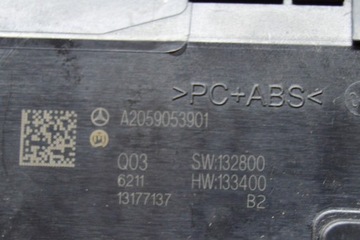 >PC+ABS<
A2059053901
Q03 SW:132800
6211 HW:133400
13177137 B2